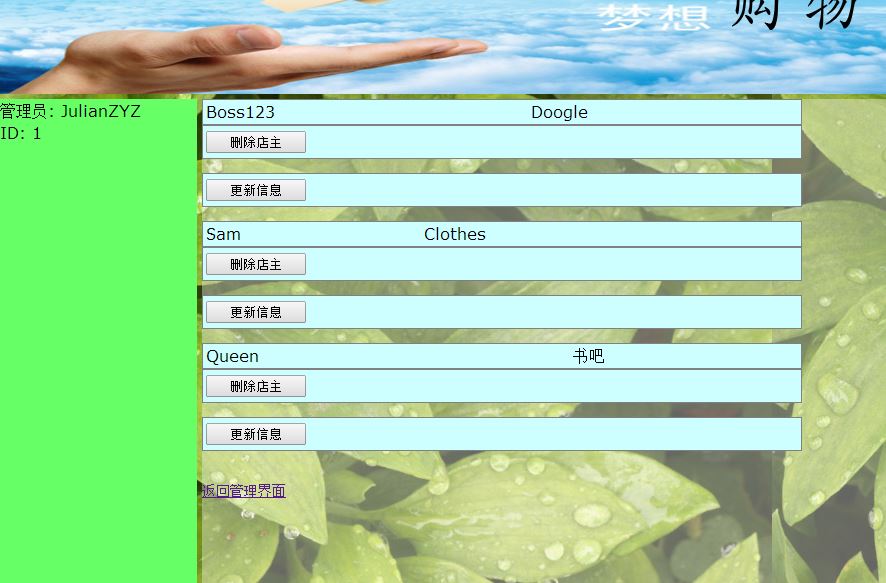 梦想 购物
管理员: JulianZYZ
ID: 1
Boss123 Doogle
删除店主
更新信息
Sam Clothes
删除店主
更新信息
Queen 书吧
删除店主
更新信息
返回管理界面